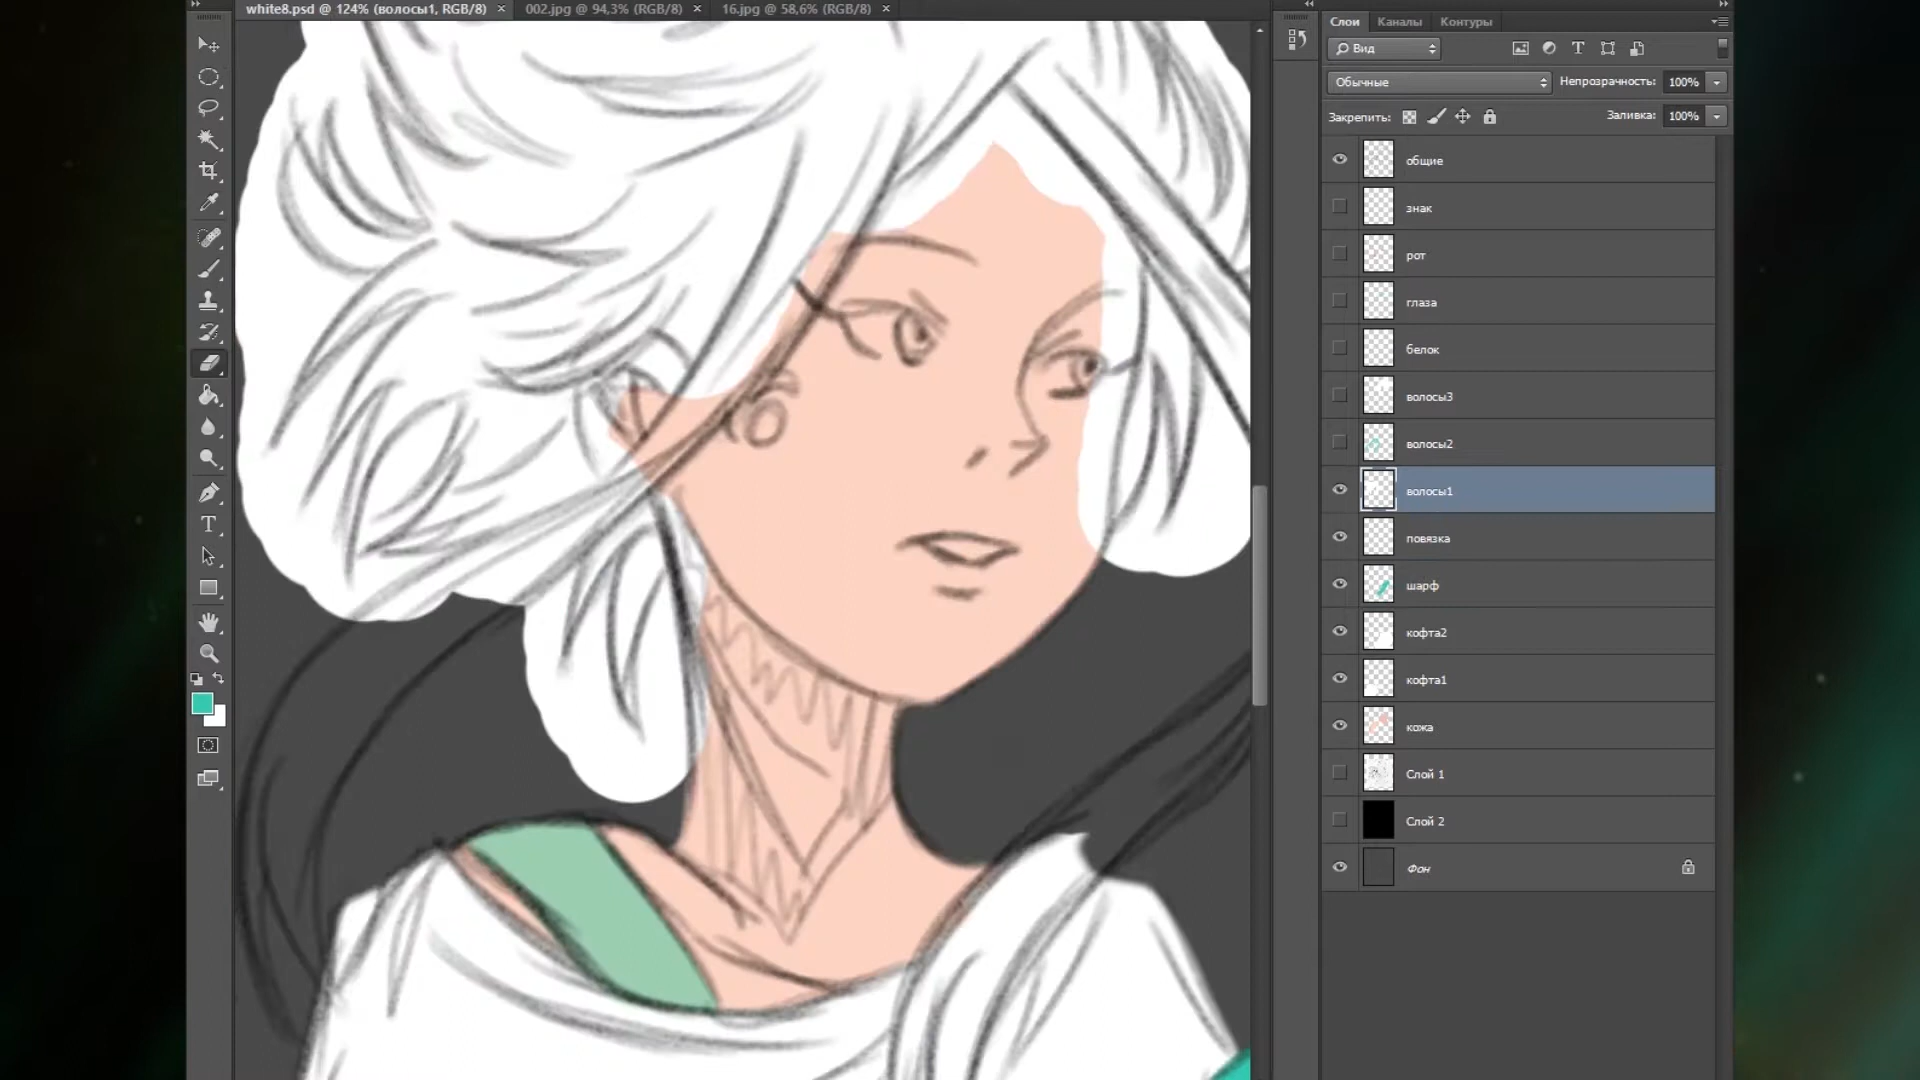 white8.psd @ 124% (волосы1, RGB/8) ×
002.jpg @ 94,3% (RGB/8) ×
16.jpg @ 58,6% (RGB/8) ×
Слои
Каналы
Контуры
Вид
Обычные
Непрозрачность: 100%
Закрепить:
Заливка: 100%
общие
знак
рот
глаза
белок
волосы3
волосы2
волосы1
повязка
шарф
кофта2
кофта1
кожа
Слой 1
Слой 2
Фон